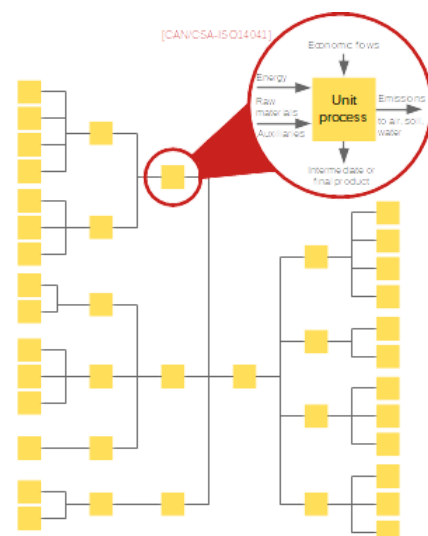 [CAN/CSA-ISO14041]
Economic flows
Energy
Raw
materials
Auxiliaries
Unit
process
Emissions
to air, soil,
water
Intermediate or
final product